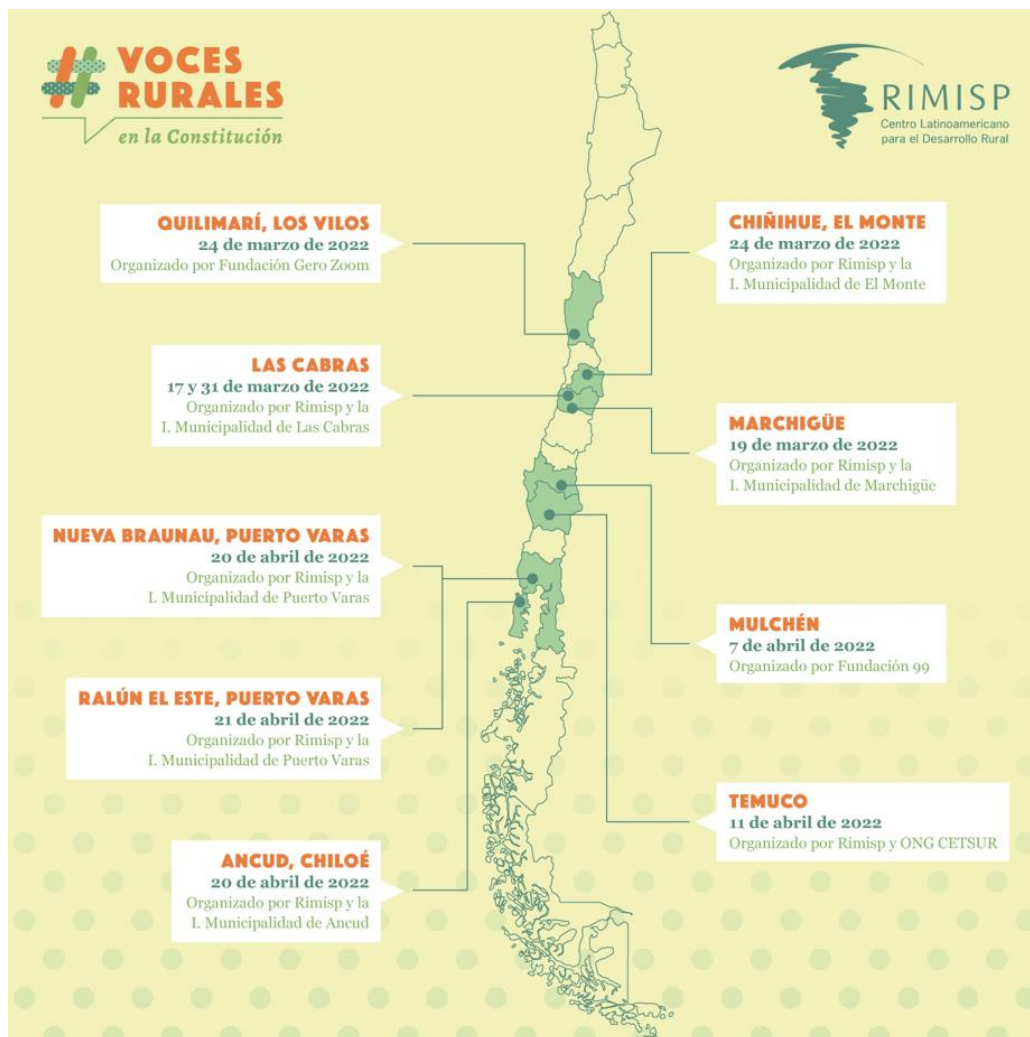 # VOCES
RURALES
en la Constitución
RIMISP
Centro Latinoamericano
para el Desarrollo Rural
QUILIMARÍ, LOS VILOS
24 de marzo de 2022
Organizado por Fundación Gero Zoom
LAS CABRAS
17 y 31 de marzo de 2022
Organizado por Rimisp y la
I. Municipalidad de Las Cabras
NUEVA BRAUNAU, PUERTO VARAS
20 de abril de 2022
Organizado por Rimisp y la
I. Municipalidad de Puerto Varas
RALÚN EL ESTE, PUERTO VARAS
21 de abril de 2022
Organizado por Rimisp y la
I. Municipalidad de Puerto Varas
ANCUD, CHILOÉ
20 de abril de 2022
Organizado por Rimisp y la
I. Municipalidad de Ancud
CHIÑIHUE, EL MONTE
24 de marzo de 2022
Organizado por Rimisp y la
I. Municipalidad de El Monte
MARCHIGÜE
19 de marzo de 2022
Organizado por Rimisp y la
I. Municipalidad de Marchigüe
MULCHÉN
7 de abril de 2022
Organizado por Fundación 99
TEMUCO
11 de abril de 2022
Organizado por Rimisp y ONG CETSUR